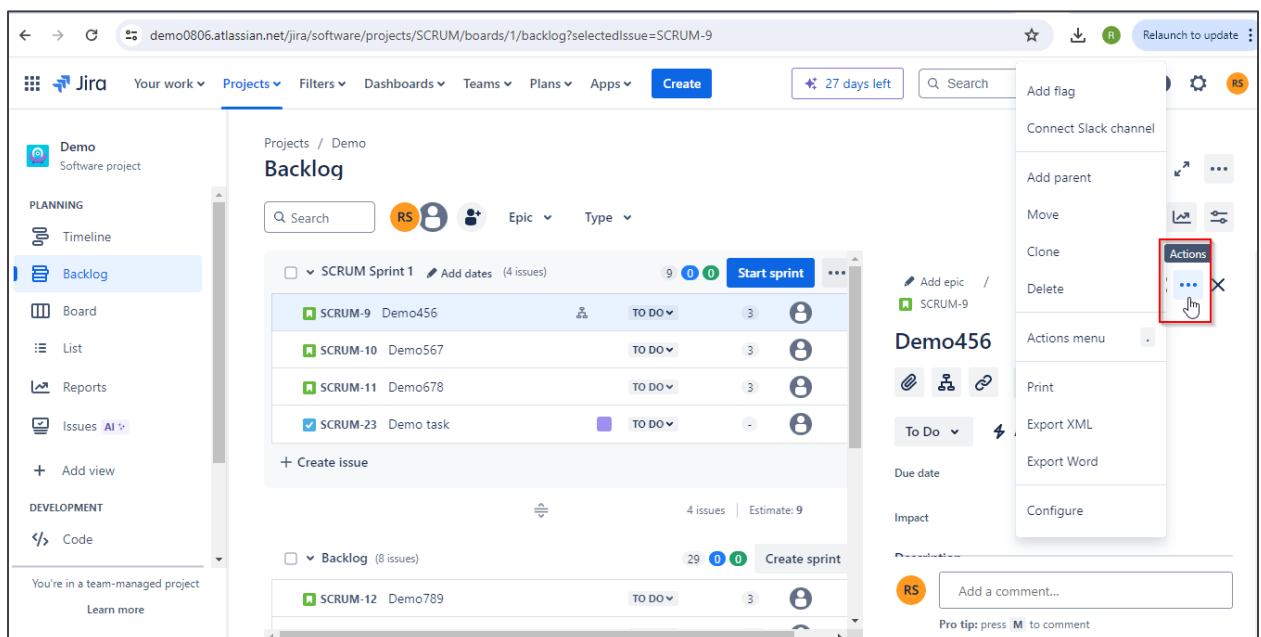 demo0806.atlassian.net/jira/software/projects/SCRUM/boards/1/backlog?selectedIssue=SCRUM-9
R
Relaunch to update
Jira
Your work
Projects
Filters
Dashboards
Teams
Plans
Apps
Create
27 days left
Search
RS
Demo
Software project
PLANNING
Timeline
Backlog
Board
List
Reports
Issues AI
+ Add view
DEVELOPMENT
</> Code
You're in a team-managed project
Learn more
Projects / Demo
Backlog
Search
RS
Epic
Type
SCRUM Sprint 1 Add dates (4 issues) 9 0 0 Start sprint
SCRUM-9 Demo456 TO DO 3
SCRUM-10 Demo567 TO DO 3
SCRUM-11 Demo678 TO DO 3
SCRUM-23 Demo task TO DO -
+ Create issue
4 issues Estimate: 9
Backlog (8 issues) 29 0 0 Create sprint
SCRUM-12 Demo789 TO DO 3
Add epic /
SCRUM-9
Demo456
To Do
Due date
Impact
RS
Add a comment...
Pro tip: press M to comment
Add flag
Connect Slack channel
Add parent
Move
Clone
Delete
Actions menu .
Print
Export XML
Export Word
Configure
Actions